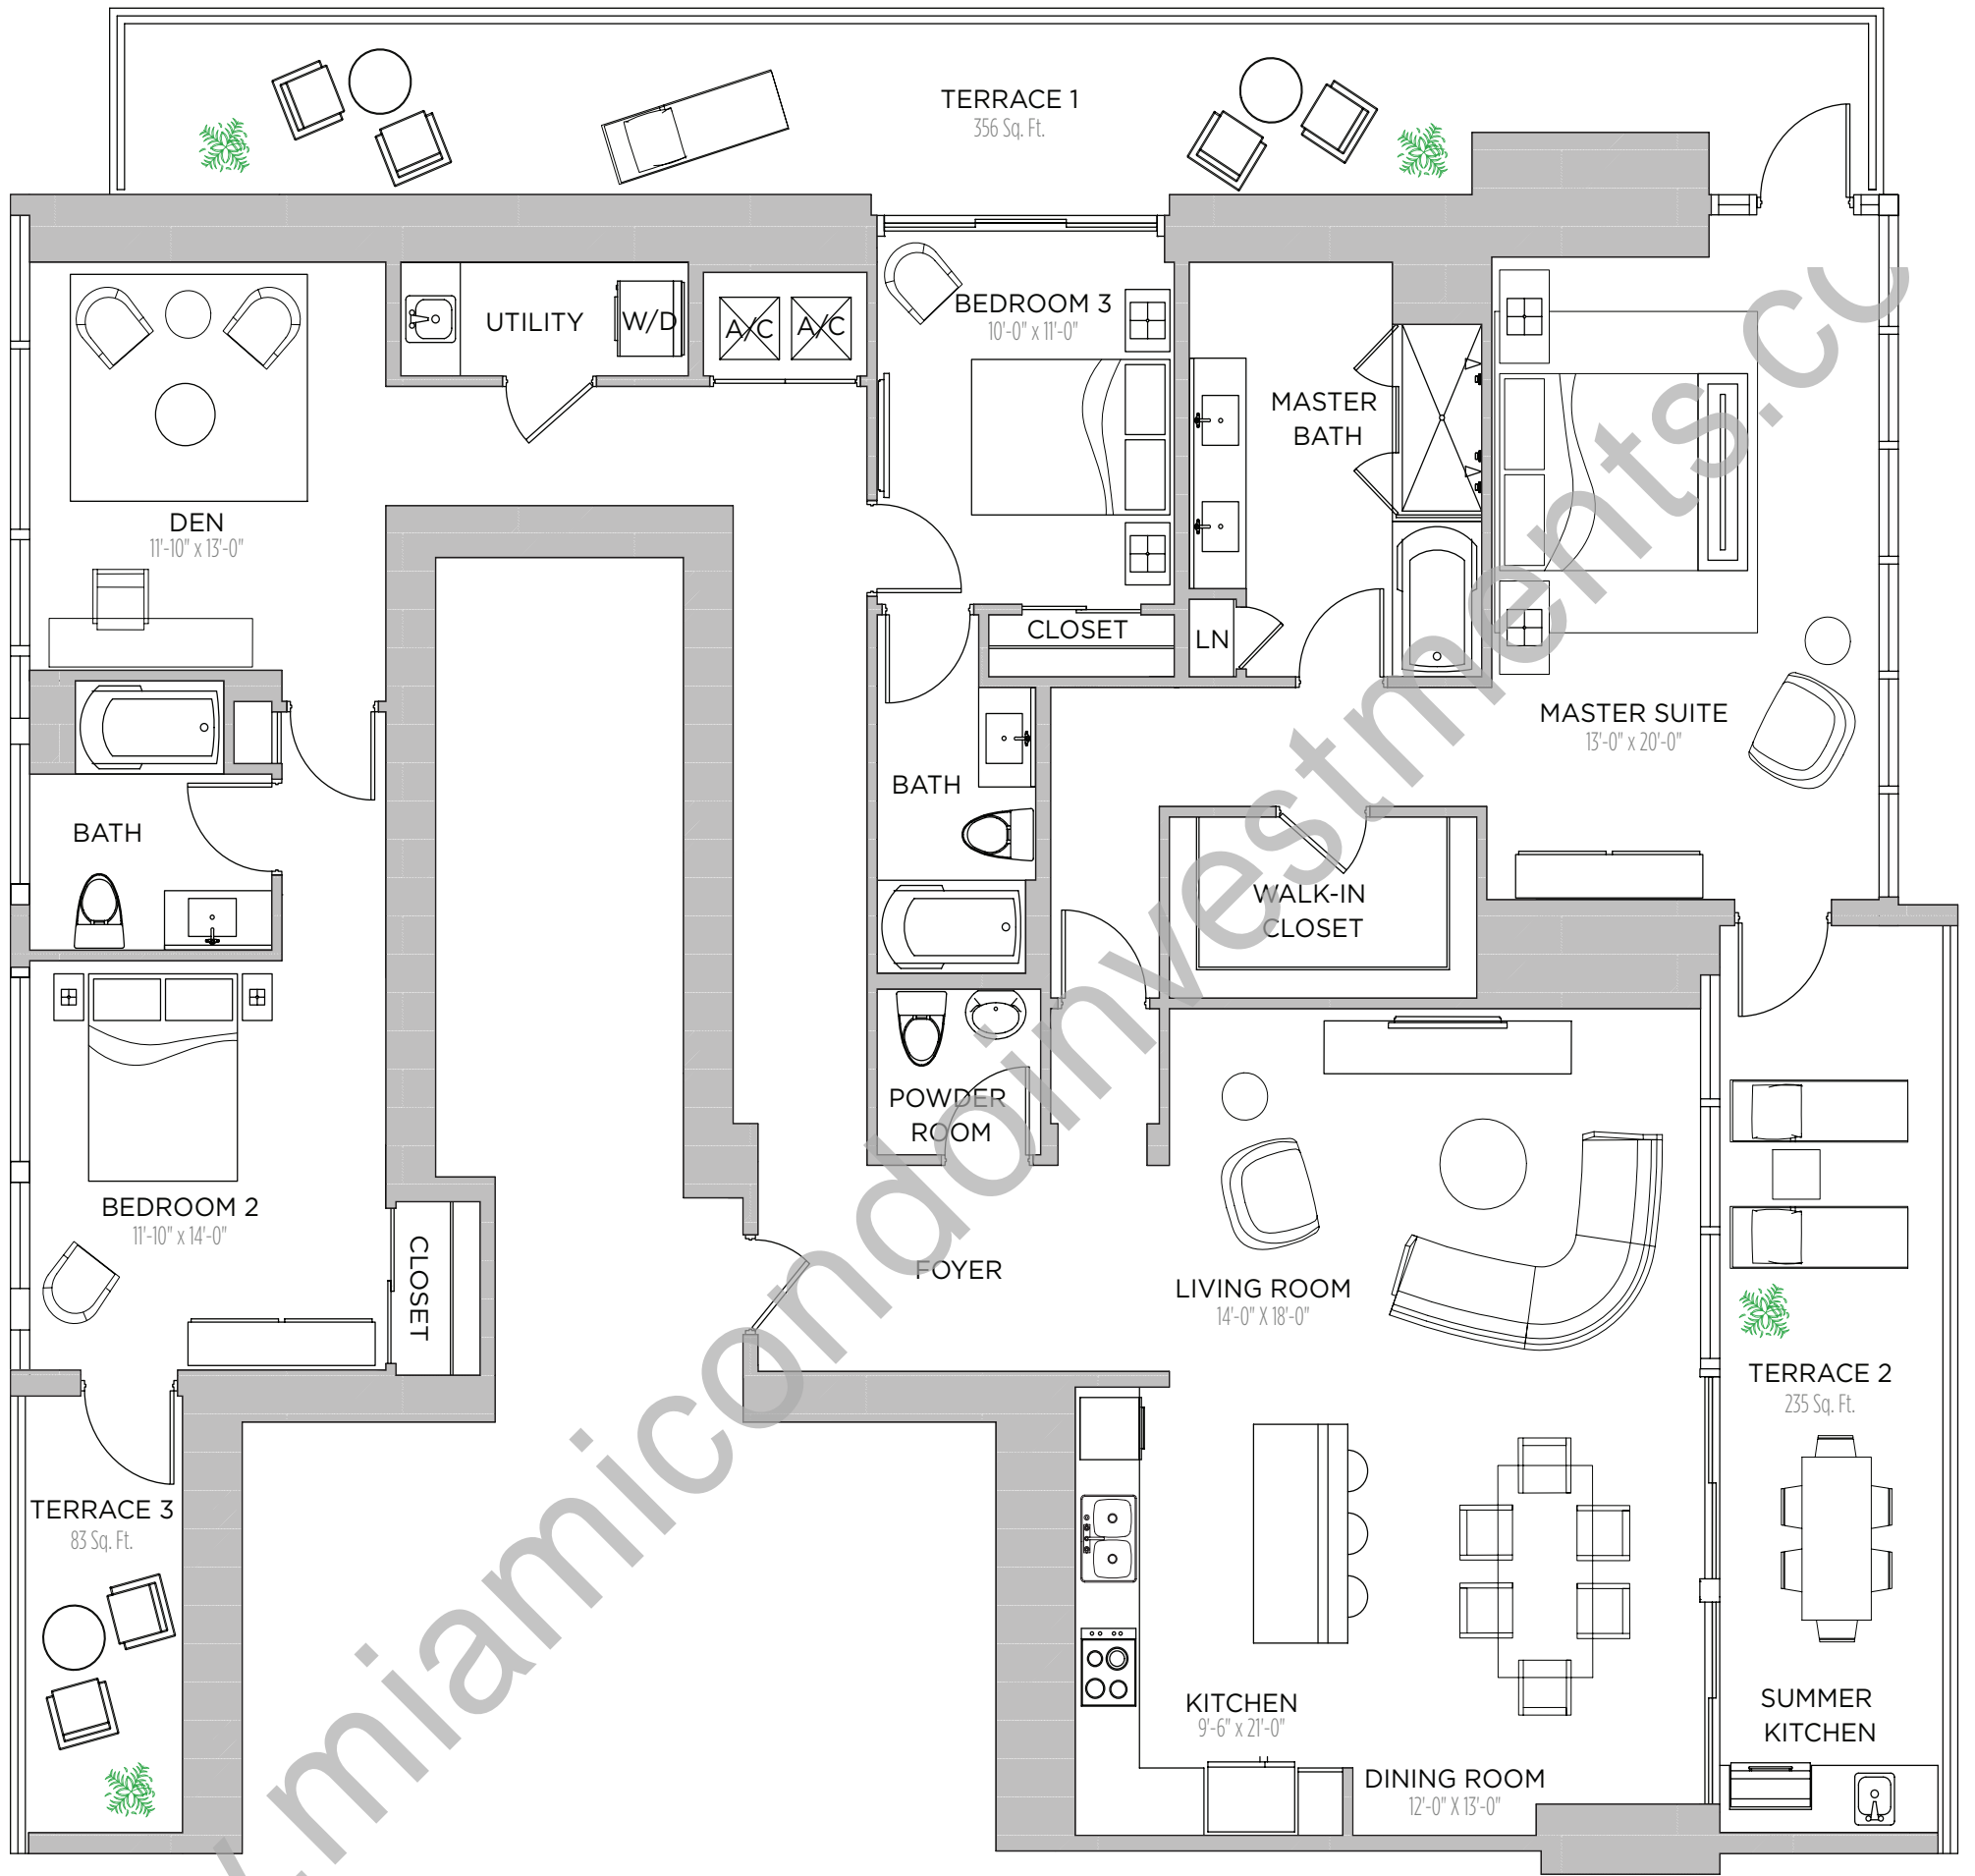 TERRACE 1
356 Sq. Ft.
BEDROOM 3
10'-0" x 11'-0"
UTILITY
W/D
A/C
A/C
MASTER
BATH
DEN
11'-10" x 13'-0"
CLOSET
LN
MASTER SUITE
13'-0" x 20'-0"
BATH
BATH
WALK-IN
CLOSET
POWDER
ROOM
BEDROOM 2
11'-10" x 14'-0"
CLOSET
FOYER
LIVING ROOM
14'-0" X 18'-0"
TERRACE 2
235 Sq. Ft.
TERRACE 3
83 Sq. Ft.
KITCHEN
9'-6" x 21'-0"
SUMMER
KITCHEN
DINING ROOM
12'-0" X 13'-0"
.miamicondoinvestments.co